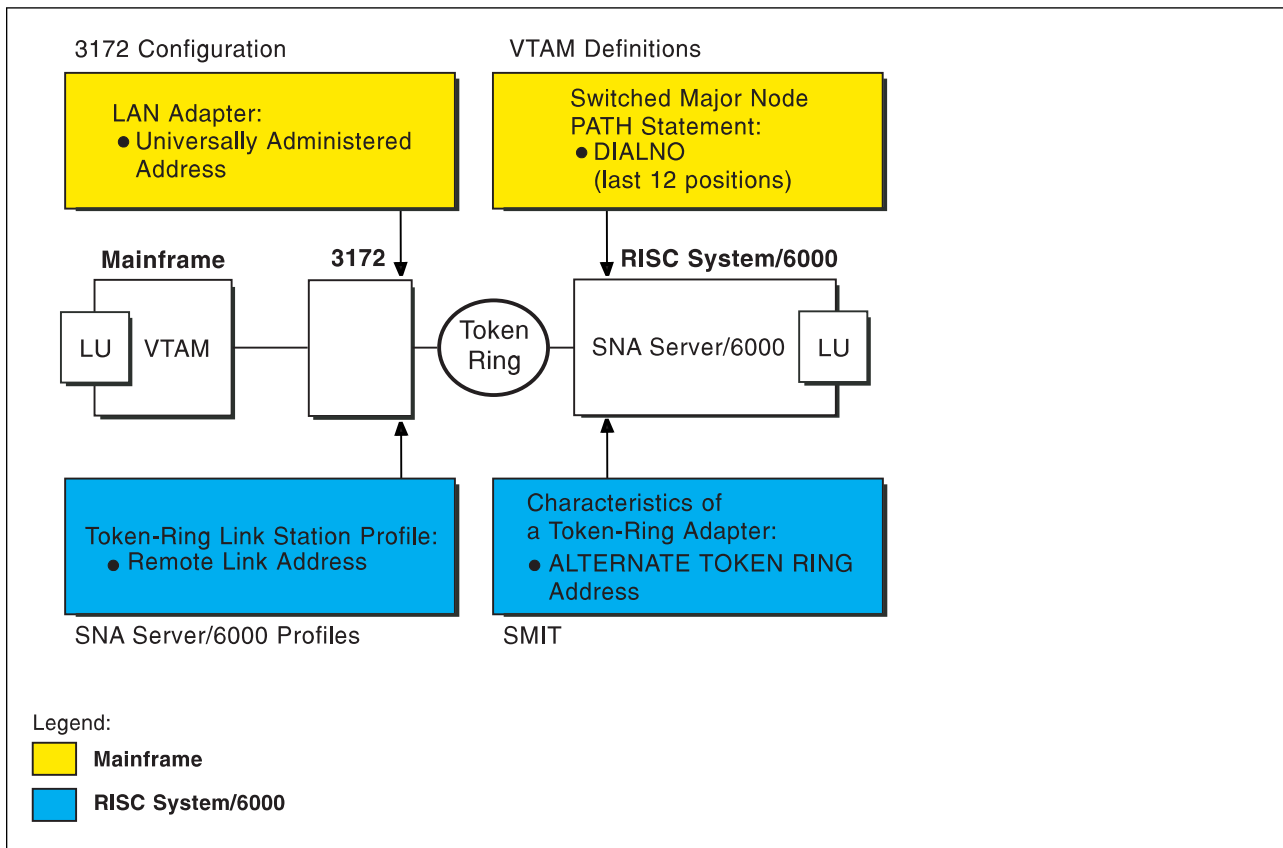 3172 Configuration
VTAM Definitions
LAN Adapter:
● Universally Administered
Address
Switched Major Node
PATH Statement:
● DIALNO
(last 12 positions)
Mainframe
3172
RISC System/6000
LU
VTAM
Token
Ring
SNA Server/6000
LU
Token-Ring Link Station Profile:
● Remote Link Address
Characteristics of
a Token-Ring Adapter:
● ALTERNATE TOKEN RING
Address
SNA Server/6000 Profiles
SMIT
Legend:
Mainframe
RISC System/6000